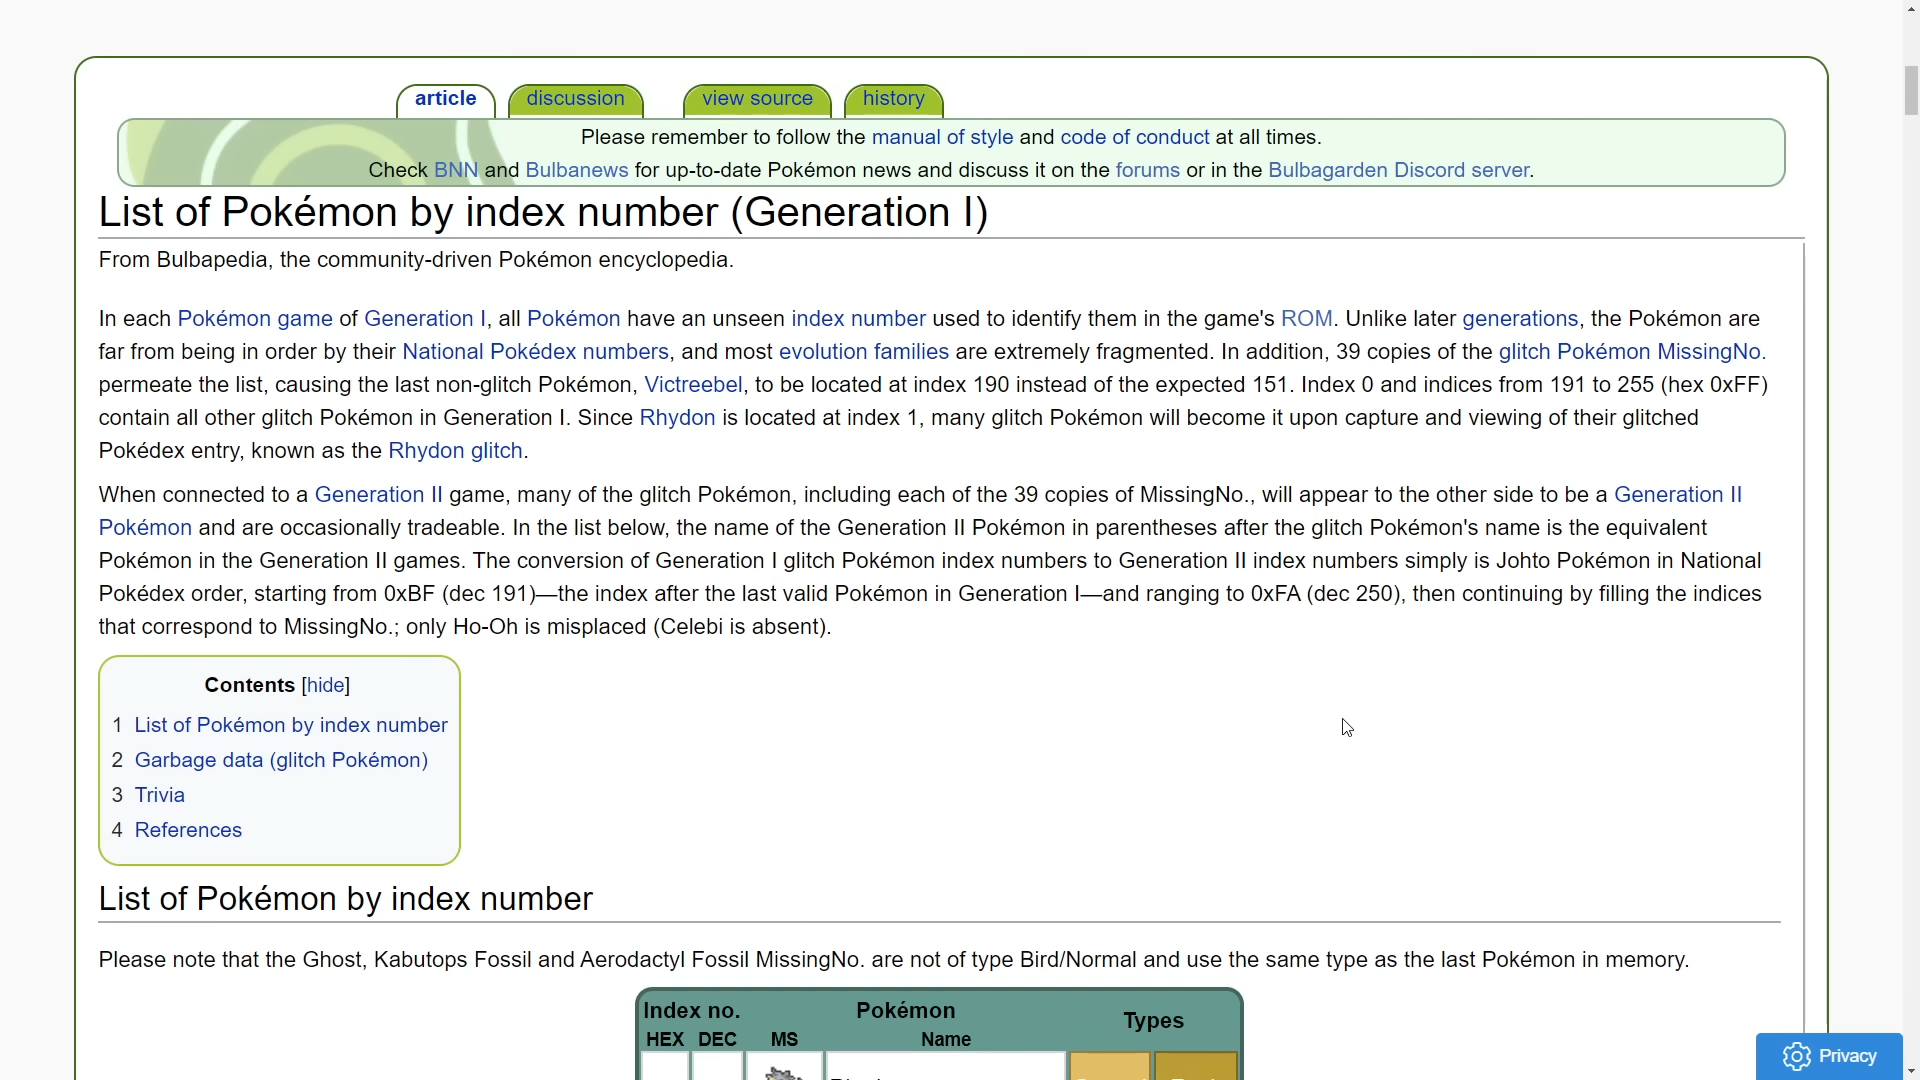 article
discussion
view source
history
Please remember to follow the manual of style and code of conduct at all times.
Check BNN and Bulbanews for up-to-date Pokémon news and discuss it on the forums or in the Bulbagarden Discord server.
List of Pokémon by index number (Generation I)
From Bulbapedia, the community-driven Pokémon encyclopedia.
In each Pokémon game of Generation I, all Pokémon have an unseen index number used to identify them in the game's ROM. Unlike later generations, the Pokémon are
far from being in order by their National Pokédex numbers, and most evolution families are extremely fragmented. In addition, 39 copies of the glitch Pokémon MissingNo.
permeate the list, causing the last non-glitch Pokémon, Victreebel, to be located at index 190 instead of the expected 151. Index 0 and indices from 191 to 255 (hex 0xFF)
contain all other glitch Pokémon in Generation I. Since Rhydon is located at index 1, many glitch Pokémon will become it upon capture and viewing of their glitched
Pokédex entry, known as the Rhydon glitch.
When connected to a Generation II game, many of the glitch Pokémon, including each of the 39 copies of MissingNo., will appear to the other side to be a Generation II
Pokémon and are occasionally tradeable. In the list below, the name of the Generation II Pokémon in parentheses after the glitch Pokémon's name is the equivalent
Pokémon in the Generation II games. The conversion of Generation I glitch Pokémon index numbers to Generation II index numbers simply is Johto Pokémon in National
Pokédex order, starting from 0xBF (dec 191)—the index after the last valid Pokémon in Generation I—and ranging to 0xFA (dec 250), then continuing by filling the indices
that correspond to MissingNo.; only Ho-Oh is misplaced (Celebi is absent).
Contents [hide]
1 List of Pokémon by index number
2 Garbage data (glitch Pokémon)
3 Trivia
4 References
List of Pokémon by index number
Please note that the Ghost, Kabutops Fossil and Aerodactyl Fossil MissingNo. are not of type Bird/Normal and use the same type as the last Pokémon in memory.
Index no. Pokémon Types
HEX DEC MS Name
Privacy